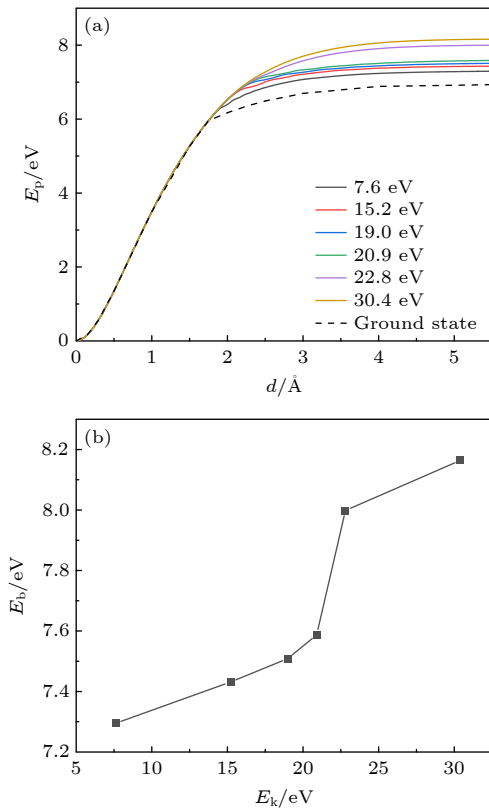 (a)
8
6
4
2
0
E_p/eV
7.6 eV
15.2 eV
19.0 eV
20.9 eV
22.8 eV
30.4 eV
Ground state
0 1 2 3 4 5
d/Å
(b)
8.2
8.0
7.8
7.6
7.4
7.2
E_b/eV
5 10 15 20 25 30
E_k/eV